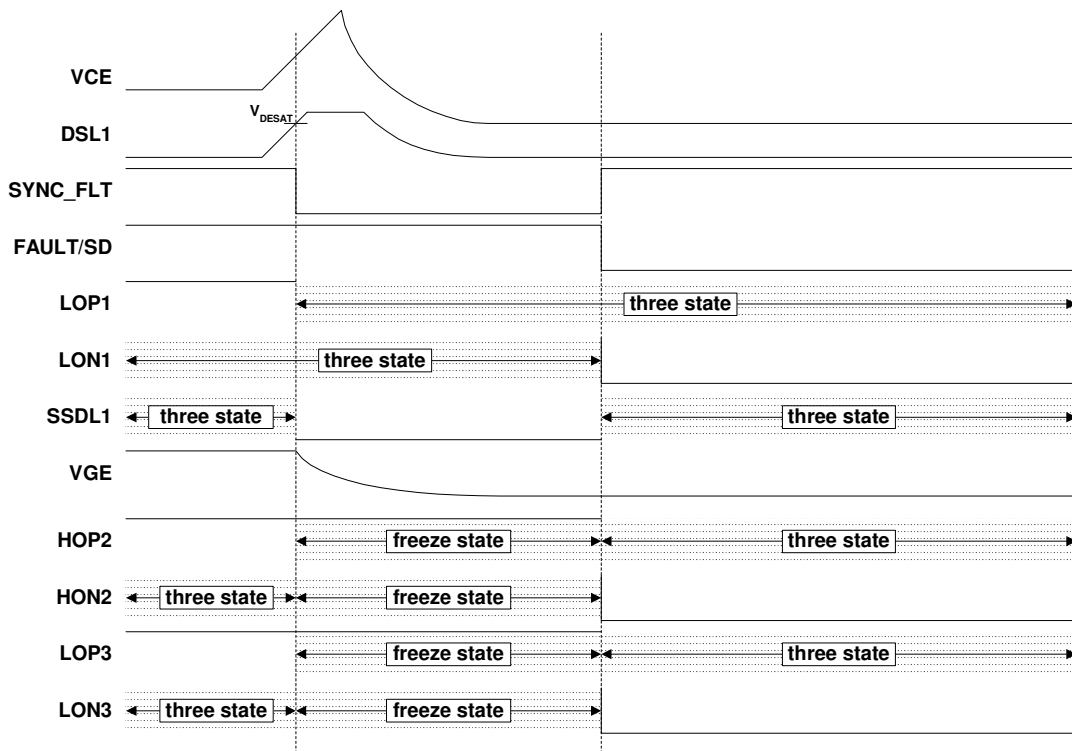 VCE
V_DESAT
DSL1
SYNC_FLT
FAULT/SD
LOP1
three state
LON1
three state
SSDL1
three state
three state
VGE
HOP2
freeze state
three state
HON2
three state
freeze state
LOP3
freeze state
three state
LON3
three state
freeze state